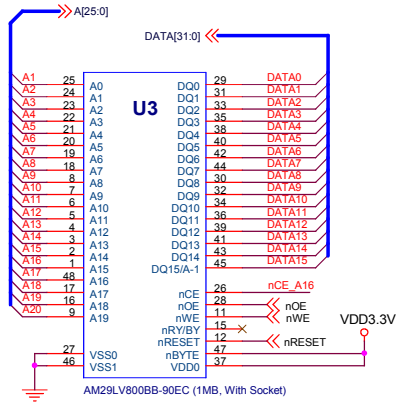 A[25:0]
DATA[31:0]
U3
A1 25 A0 DQ0 29 DATA0
A2 24 A1 DQ1 31 DATA1
A3 23 A2 DQ2 33 DATA2
A4 22 A3 DQ3 35 DATA3
A5 21 A4 DQ4 38 DATA4
A6 20 A5 DQ5 40 DATA5
A7 19 A6 DQ6 42 DATA6
A8 18 A7 DQ7 44 DATA7
A9 8 A8 DQ8 30 DATA8
A10 7 A9 DQ9 32 DATA9
A11 6 A10 DQ10 34 DATA10
A12 5 A11 DQ11 36 DATA11
A13 4 A12 DQ12 39 DATA12
A14 3 A13 DQ13 41 DATA13
A15 2 A14 DQ14 43 DATA14
A16 1 A15 DQ15/A-1 45 DATA15
A17 48 A16
A18 17 A17 nCE 26 nCE_A16
A19 16 A18 nOE 28 nOE
A20 9 A19 nWE 11 nWE
nRY/BY 15
nRESET 12 nRESET
VDD3.3V
27 VSS0 nBYTE 47
46 VSS1 VDD0 37
AM29LV800BB-90EC (1MB, With Socket)